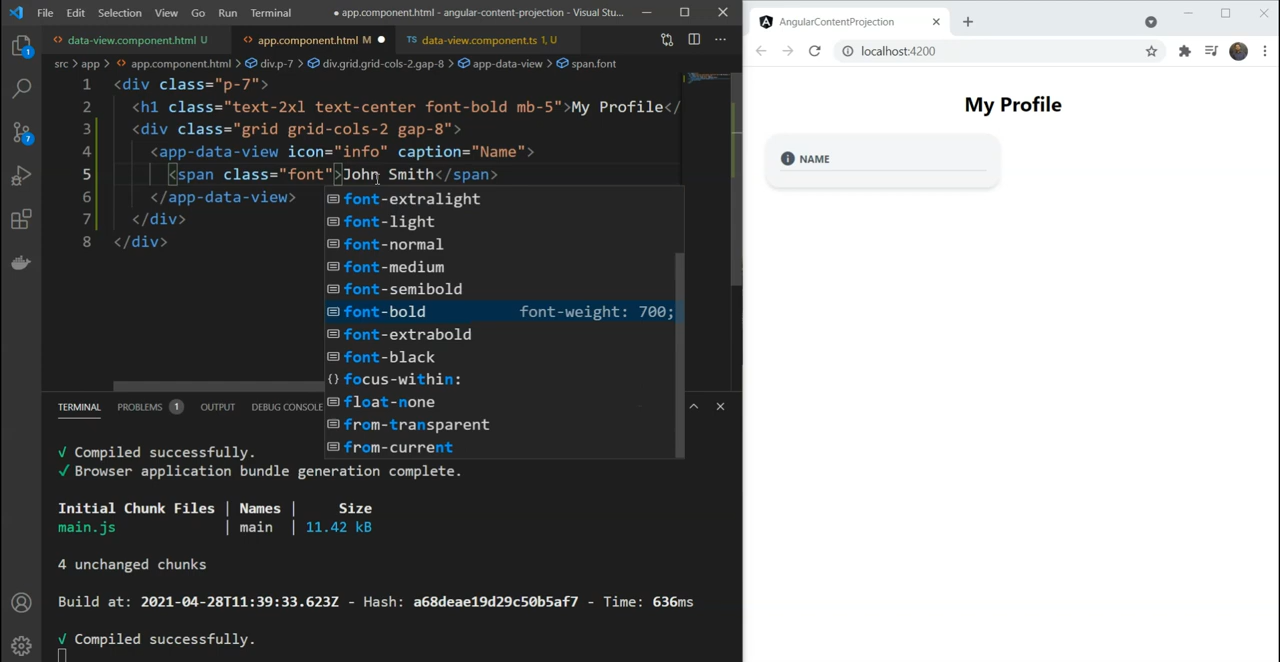 File Edit Selection View Go Run Terminal ● app.component.html - angular-content-projection - Visual Stu...
data-view.component.html U app.component.html M ● TS data-view.component.ts 1, U
src > app > app.component.html > div.p-7 > div.grid.grid-cols-2.gap-8 > app-data-view > span.font
1 <div class="p-7">
2 <h1 class="text-2xl text-center font-bold mb-5">My Profile</
3 <div class="grid grid-cols-2 gap-8">
4 <app-data-view icon="info" caption="Name">
5 <span class="font">John Smith</span>
6 </app-data-view>
7 </div>
8 </div>
font-extralight
font-light
font-normal
font-medium
font-semibold
font-bold font-weight: 700;
font-extrabold
font-black
{} focus-within:
float-none
from-transparent
from-current
1
7
TERMINAL PROBLEMS 1 OUTPUT DEBUG CONSOLE
√ Compiled successfully.
✓ Browser application bundle generation complete.
Initial Chunk Files | Names | Size
main.js | main | 11.42 kB
4 unchanged chunks
Build at: 2021-04-28T11:39:33.623Z - Hash: a68deae19d29c50b5af7 - Time: 636ms
√ Compiled successfully.
AngularContentProjection
localhost:4200
My Profile
NAME